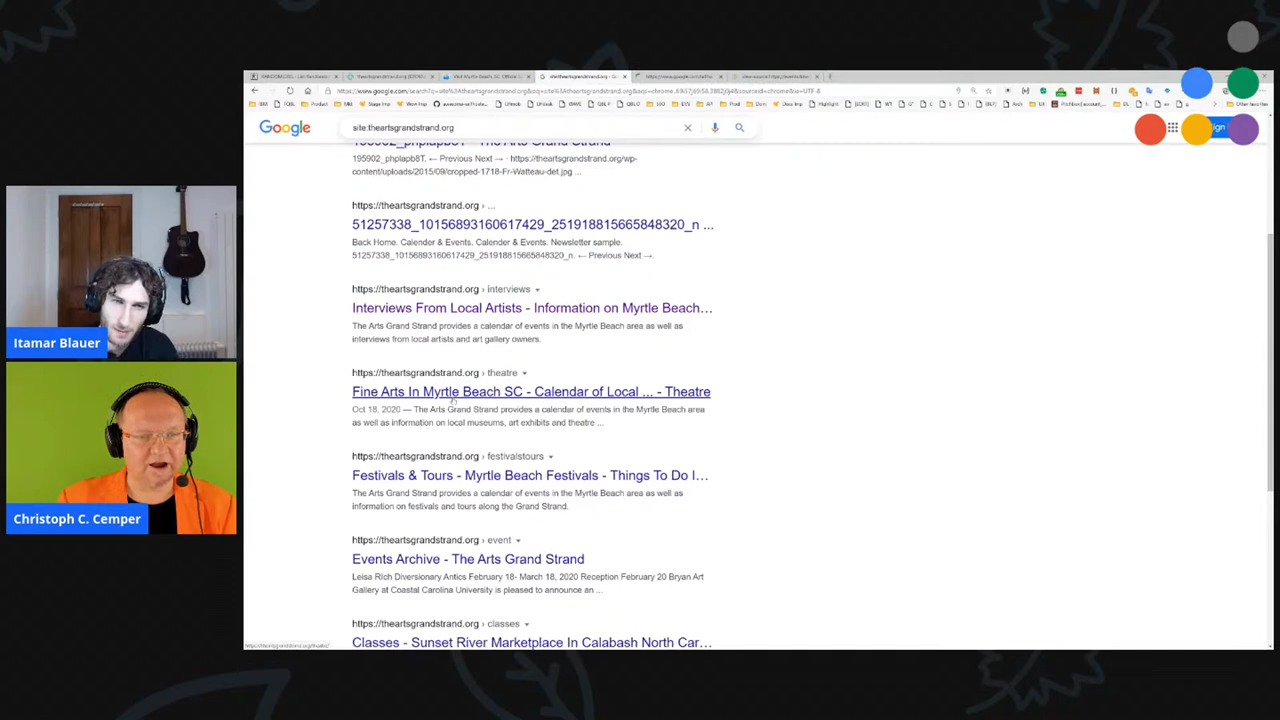 site:theartsgrandstrand.org
Google
195902_phplapb8T - The Arts Grand Strand
195902_phplapb8T. ← Previous Next → · https://theartsgrandstrand.org/wp-
content/uploads/2015/09/cropped-1718-Fr-Watteau-det.jpg ...
https://theartsgrandstrand.org › ...
51257338_10156893160617429_251918815665848320_n ...
Back Home. Calender & Events. Calender & Events. Newsletter sample.
51257338_10156893160617429_251918815665848320_n. ← Previous Next →.
https://theartsgrandstrand.org › interviews
Interviews From Local Artists - Information on Myrtle Beach...
The Arts Grand Strand provides a calendar of events in the Myrtle Beach area as well as
interviews from local artists and art gallery owners.
https://theartsgrandstrand.org › theatre
Fine Arts In Myrtle Beach SC - Calendar of Local ... - Theatre
Oct 18, 2020 — The Arts Grand Strand provides a calendar of events in the Myrtle Beach area
as well as information on local museums, art exhibits and theatre ...
https://theartsgrandstrand.org › festivalstours
Festivals & Tours - Myrtle Beach Festivals - Things To Do I...
The Arts Grand Strand provides a calendar of events in the Myrtle Beach area as well as
information on festivals and tours along the Grand Strand.
https://theartsgrandstrand.org › event
Events Archive - The Arts Grand Strand
Leisa RIch Diversionary Antics February 18- March 18, 2020 Reception February 20 Bryan Art
Gallery at Coastal Carolina University is pleased to announce an ...
https://theartsgrandstrand.org › classes
Classes - Sunset River Marketplace In Calabash North Car...
Itamar Blauer
Christoph C. Cemper